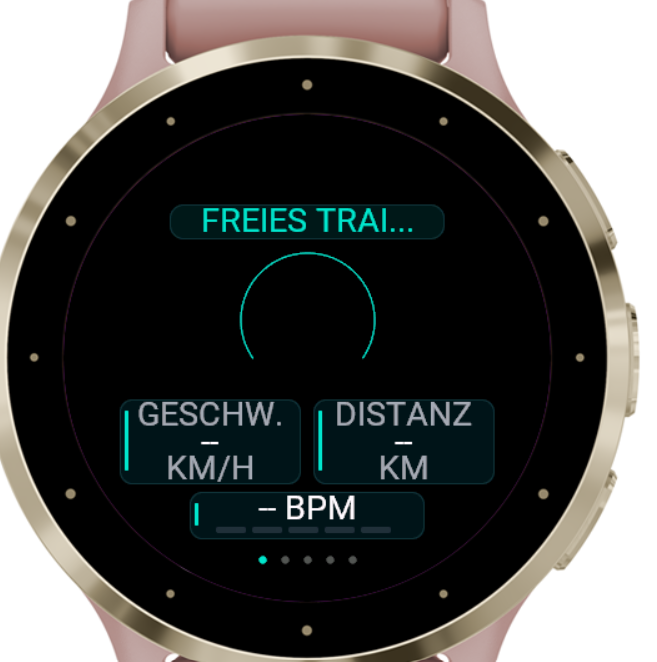 FREIES TRAI...
GESCHW.
--
KM/H
DISTANZ
--
KM
-- BPM